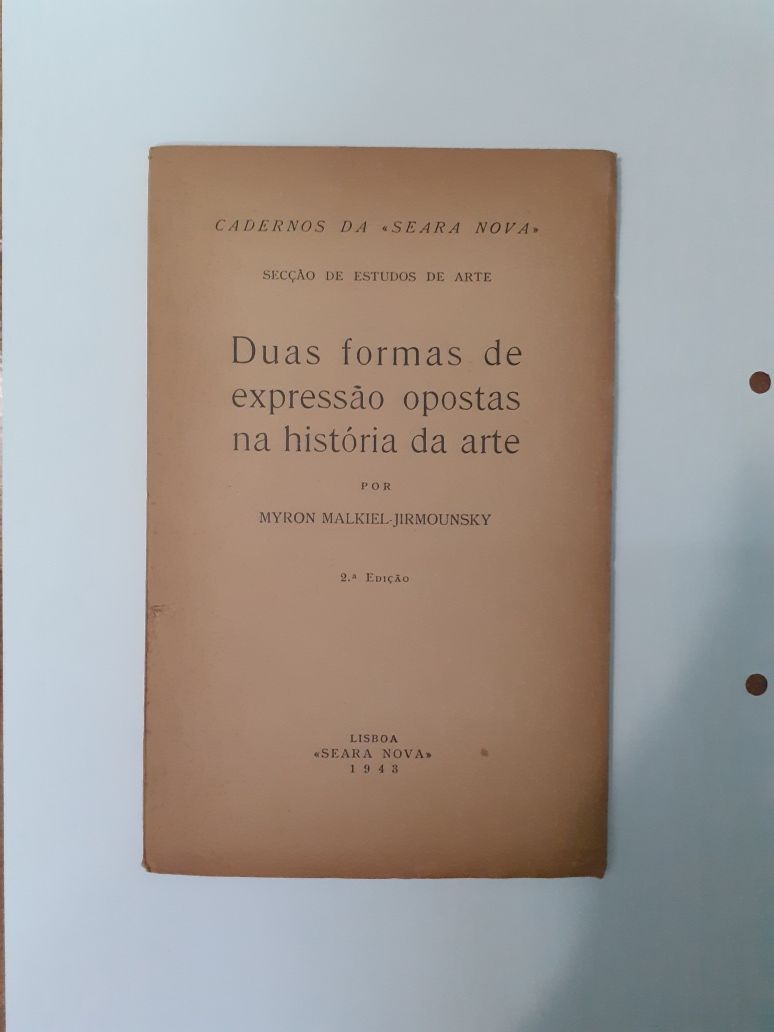 CADERNOS DA «SEARA NOVA»
SECÇÃO DE ESTUDOS DE ARTE
Duas formas de
expressão opostas
na história da arte
POR
MYRON MALKIEL-JIRMOUNSKY
2.ª EDIÇÃO
LISBOA
«SEARA NOVA»
1943